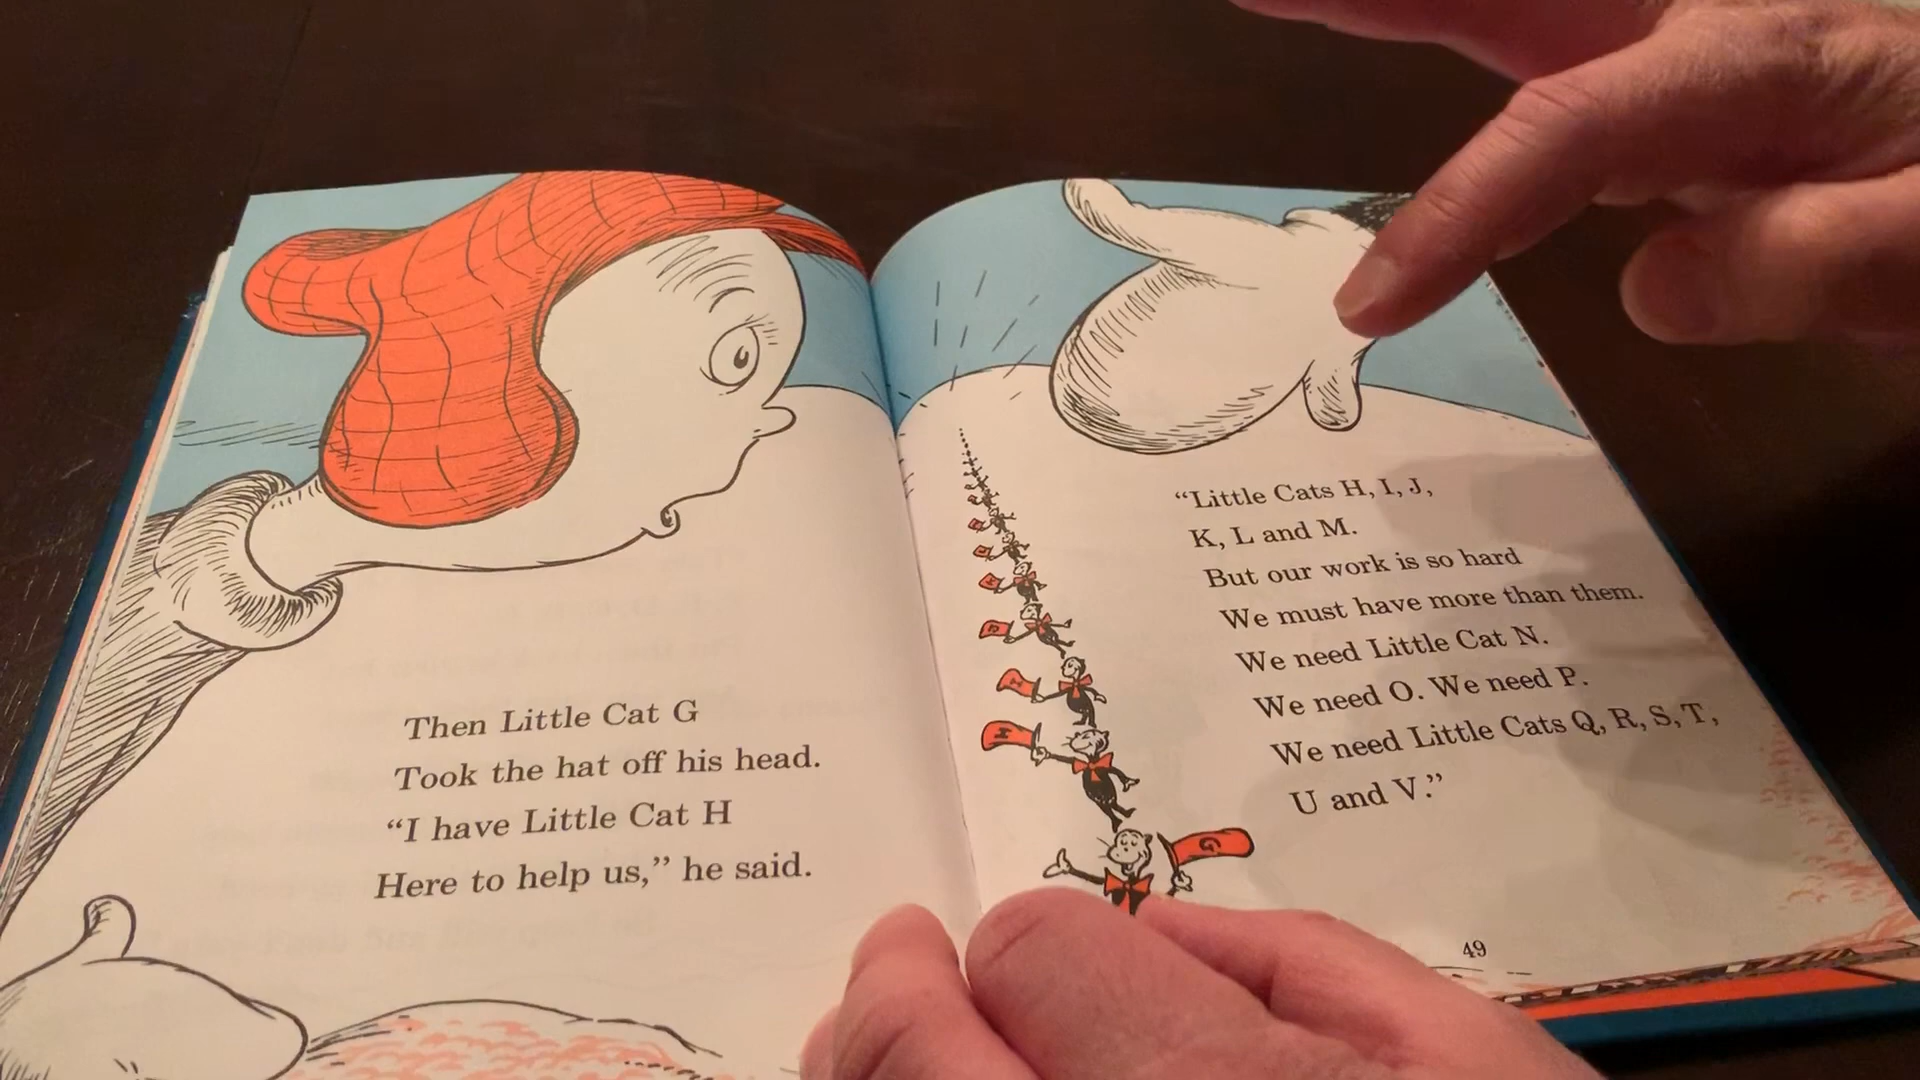 Then Little Cat G
Took the hat off his head.
“I have Little Cat H
Here to help us,” he said.
“Little Cats H, I, J,
K, L and M.
But our work is so hard
We must have more than them.
We need Little Cat N.
We need O. We need P.
We need Little Cats Q, R, S, T,
U and V.”
I
H
G
49